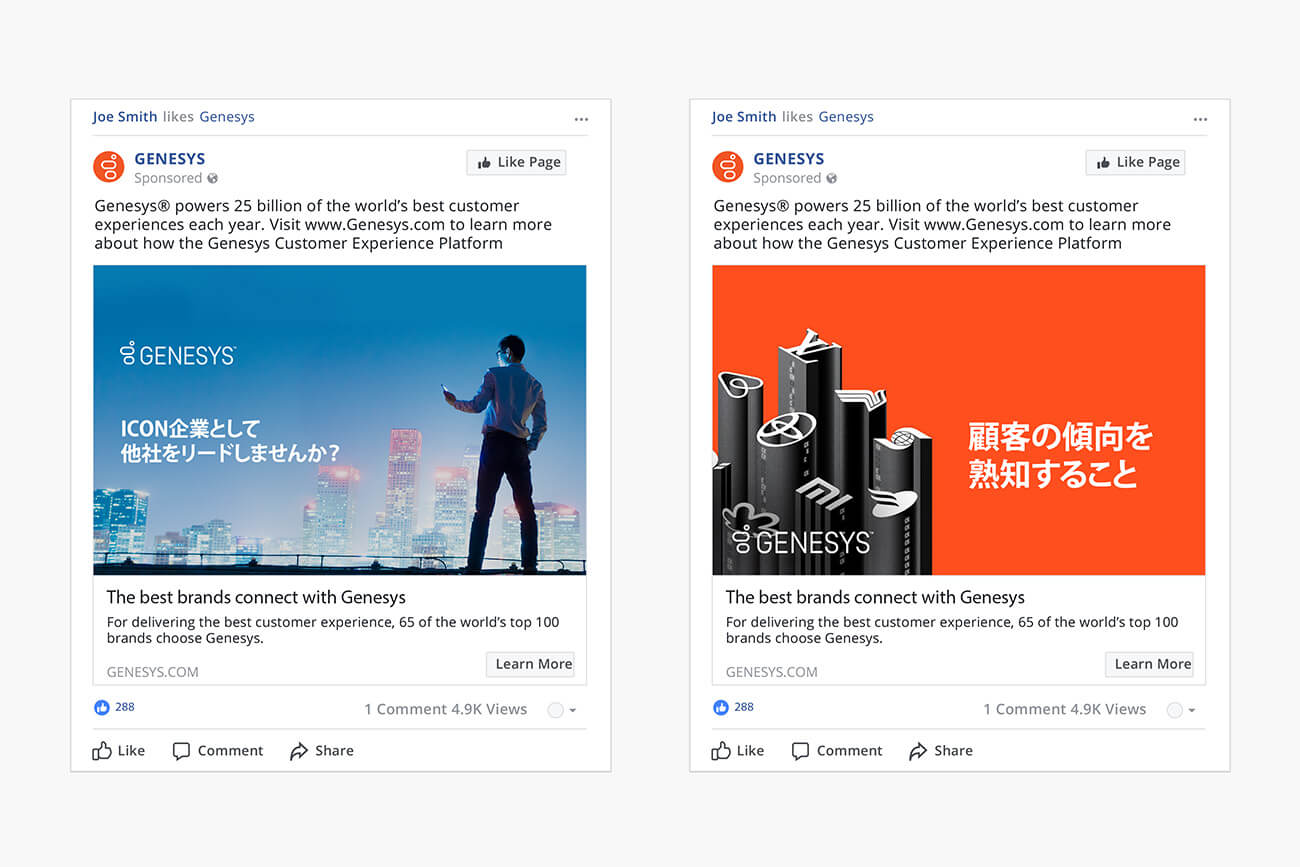 Joe Smith likes Genesys
GENESYS
Like Page
Sponsored
Genesys® powers 25 billion of the world’s best customer
experiences each year. Visit www.Genesys.com to learn more
about how the Genesys Customer Experience Platform
GENESYS™
ICON企業として
他社をリードしませんか?
The best brands connect with Genesys
For delivering the best customer experience, 65 of the world’s top 100
brands choose Genesys.
GENESYS.COM
Learn More
288
1 Comment 4.9K Views
Like Comment Share
Joe Smith likes Genesys
GENESYS
Like Page
Sponsored
Genesys® powers 25 billion of the world’s best customer
experiences each year. Visit www.Genesys.com to learn more
about how the Genesys Customer Experience Platform
顧客の傾向を
熟知すること
GENESYS™
The best brands connect with Genesys
For delivering the best customer experience, 65 of the world’s top 100
brands choose Genesys.
GENESYS.COM
Learn More
288
1 Comment 4.9K Views
Like Comment Share